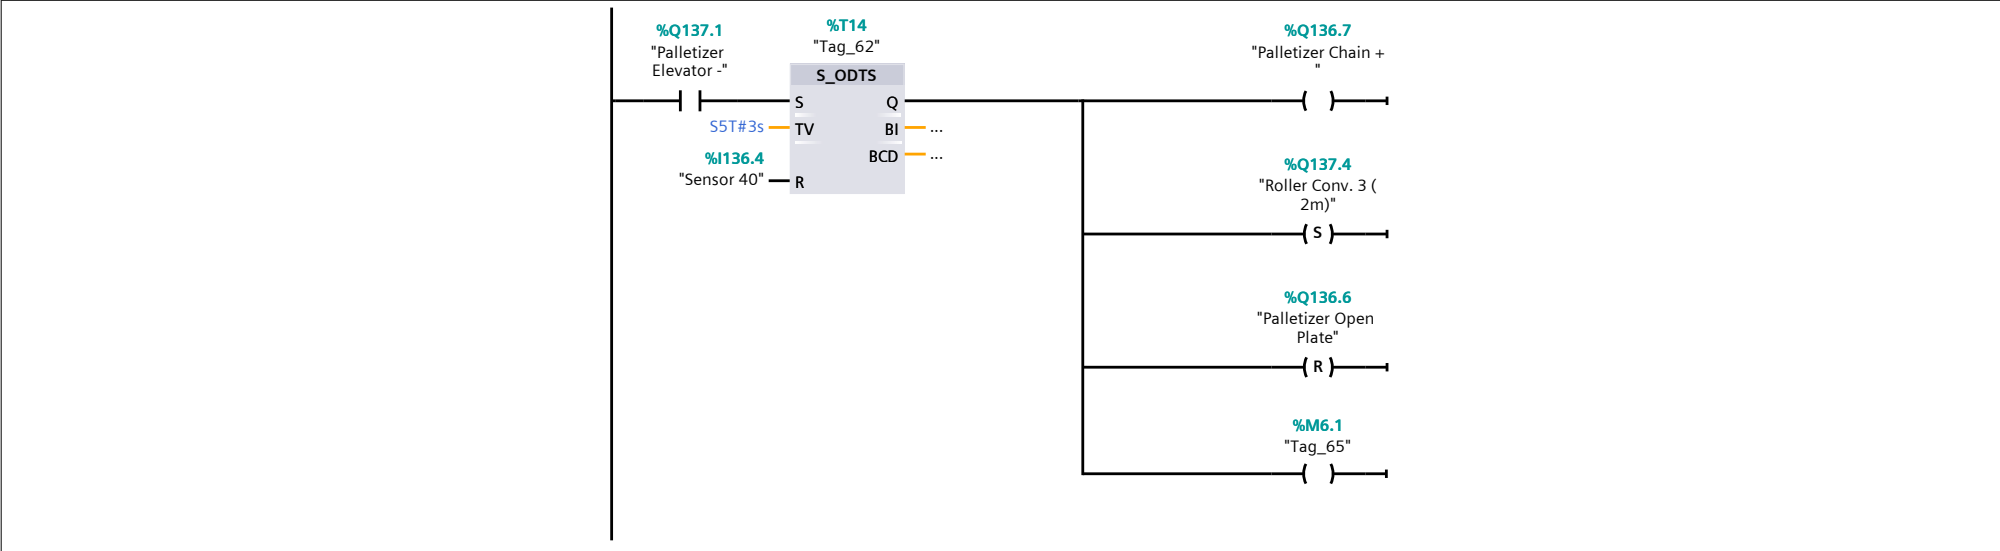 %Q137.1
"Palletizer
Elevator -"
%T14
"Tag_62"
S_ODTS
S
Q
S5T#3s
TV
BI
...
BCD
...
%I136.4
"Sensor 40"
R
%Q136.7
"Palletizer Chain +
"
%Q137.4
"Roller Conv. 3 (
2m)"
S
%Q136.6
"Palletizer Open
Plate"
R
%M6.1
"Tag_65"